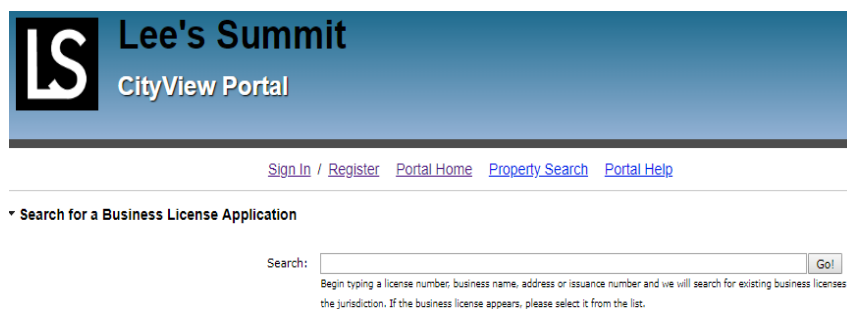 LS
Lee's Summit
CityView Portal
Sign In / Register Portal Home Property Search Portal Help
Search for a Business License Application
Search: Go!
Begin typing a license number, business name, address or issuance number and we will search for existing business licenses
the jurisdiction. If the business license appears, please select it from the list.